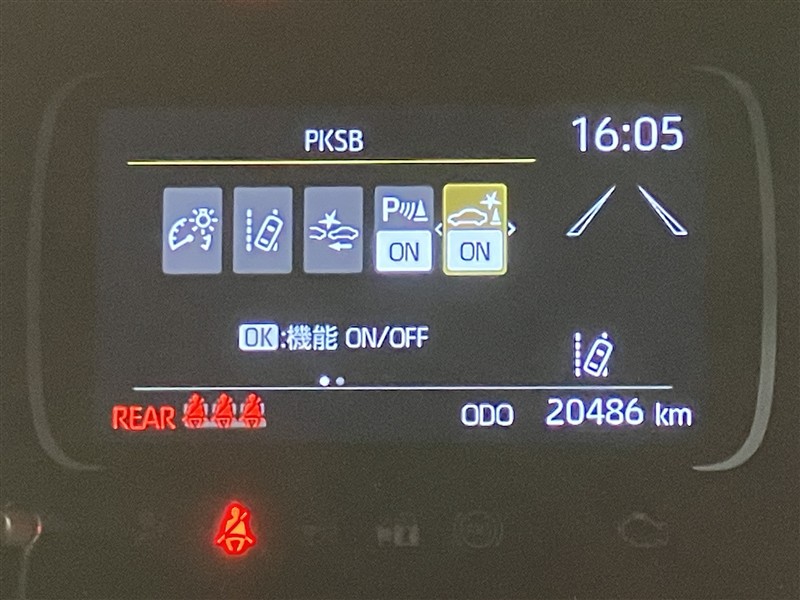 PKSB
16:05
P
ON
ON
OK:機能 ON/OFF
REAR
ODO 20486 km